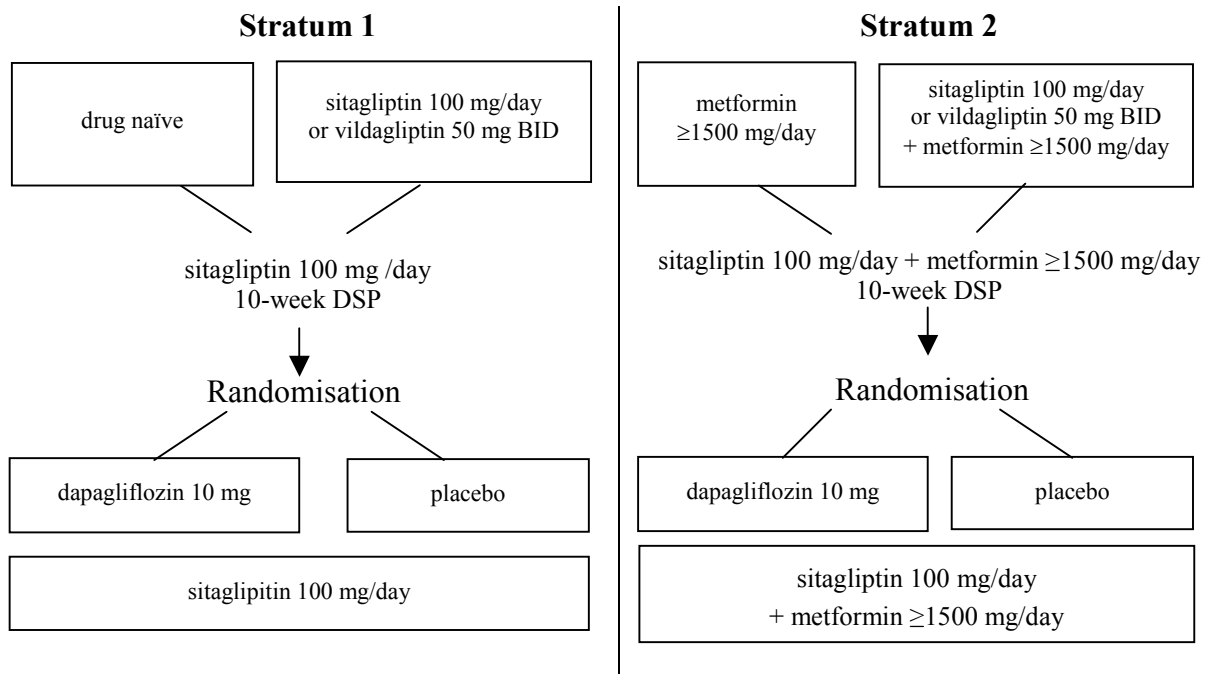 Stratum 1
drug naïve
sitagliptin 100 mg/day
or vildagliptin 50 mg BID
sitagliptin 100 mg /day
10-week DSP
Randomisation
dapagliflozin 10 mg
placebo
sitaglipitin 100 mg/day
Stratum 2
metformin
≥1500 mg/day
sitagliptin 100 mg/day
or vildagliptin 50 mg BID
+ metformin ≥1500 mg/day
sitagliptin 100 mg/day + metformin ≥1500 mg/day
10-week DSP
Randomisation
dapagliflozin 10 mg
placebo
sitagliptin 100 mg/day
+ metformin ≥1500 mg/day